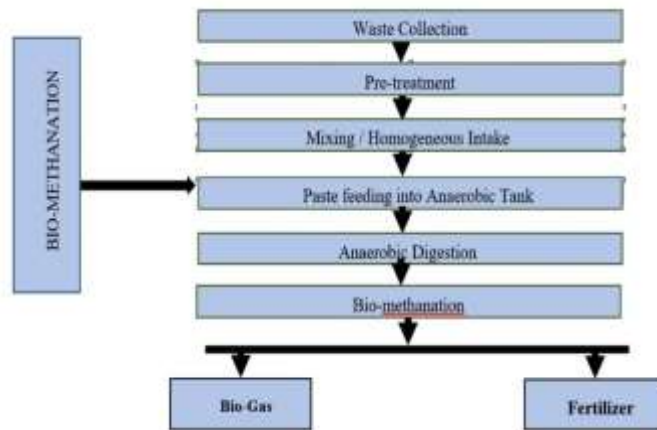 Waste Collection
Pre-treatment
Mixing / Homogeneous Intake
BIO-METHANATION
Paste feeding into Anaerobic Tank
Anaerobic Digestion
Bio-methanation
Bio-Gas
Fertilizer